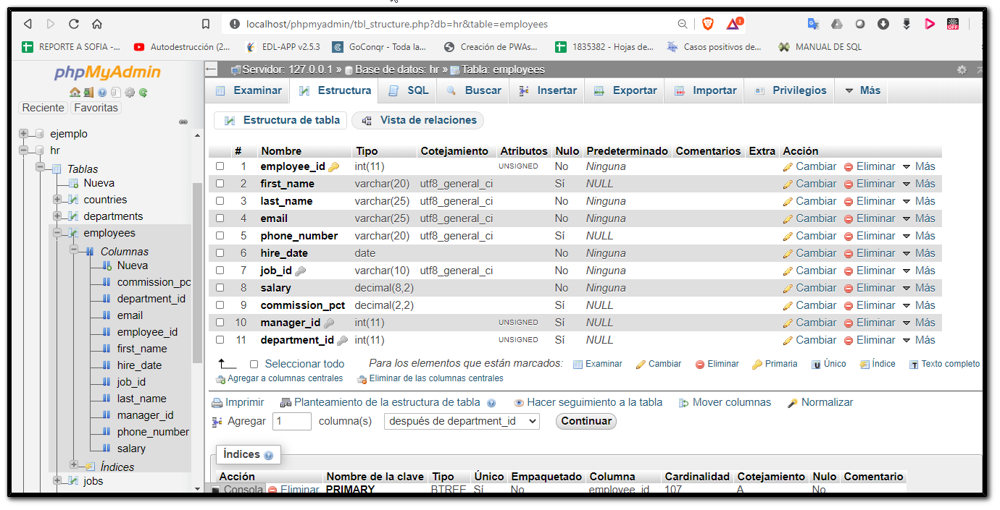 localhost/phpmyadmin/tbl_structure.php?db=hr&table=employees
1
REPORTE A SOFIA -... Autodestrucción (2... EDL-APP v2.5.3 GoConqr - Toda la... Creación de PWAs... 1835382 - Hojas de... Casos positivos de... MANUAL DE SQL
OFF
phpMyAdmin
Reciente Favoritas
ejemplo
hr
Tablas
Nueva
countries
departments
employees
Columnas
Nueva
commission_pc
department_id
email
employee_id
first_name
hire_date
job_id
last_name
manager_id
phone_number
salary
Índices
jobs
Servidor: 127.0.0.1 » Base de datos: hr » Tabla: employees
Examinar Estructura SQL Buscar Insertar Exportar Importar Privilegios Más
Estructura de tabla Vista de relaciones
# Nombre Tipo Cotejamiento Atributos Nulo Predeterminado Comentarios Extra Acción
1 employee_id int(11) UNSIGNED No Ninguna Cambiar Eliminar Más
2 first_name varchar(20) utf8_general_ci Sí NULL Cambiar Eliminar Más
3 last_name varchar(25) utf8_general_ci No Ninguna Cambiar Eliminar Más
4 email varchar(25) utf8_general_ci No Ninguna Cambiar Eliminar Más
5 phone_number varchar(20) utf8_general_ci Sí NULL Cambiar Eliminar Más
6 hire_date date No Ninguna Cambiar Eliminar Más
7 job_id varchar(10) utf8_general_ci No Ninguna Cambiar Eliminar Más
8 salary decimal(8,2) No Ninguna Cambiar Eliminar Más
9 commission_pct decimal(2,2) Sí NULL Cambiar Eliminar Más
10 manager_id int(11) UNSIGNED Sí NULL Cambiar Eliminar Más
11 department_id int(11) UNSIGNED Sí NULL Cambiar Eliminar Más
Seleccionar todo Para los elementos que están marcados: Examinar Cambiar Eliminar Primaria Único Índice Texto completo
Agregar a columnas centrales Eliminar de las columnas centrales
Imprimir Planteamiento de la estructura de tabla Hacer seguimiento a la tabla Mover columnas Normalizar
Agregar 1 columna(s) después de department_id Continuar
Índices
Acción Nombre de la clave Tipo Único Empaquetado Columna Cardinalidad Cotejamiento Nulo Comentario
Consola Eliminar PRIMARY BTREE Sí No employee_id 107 A No